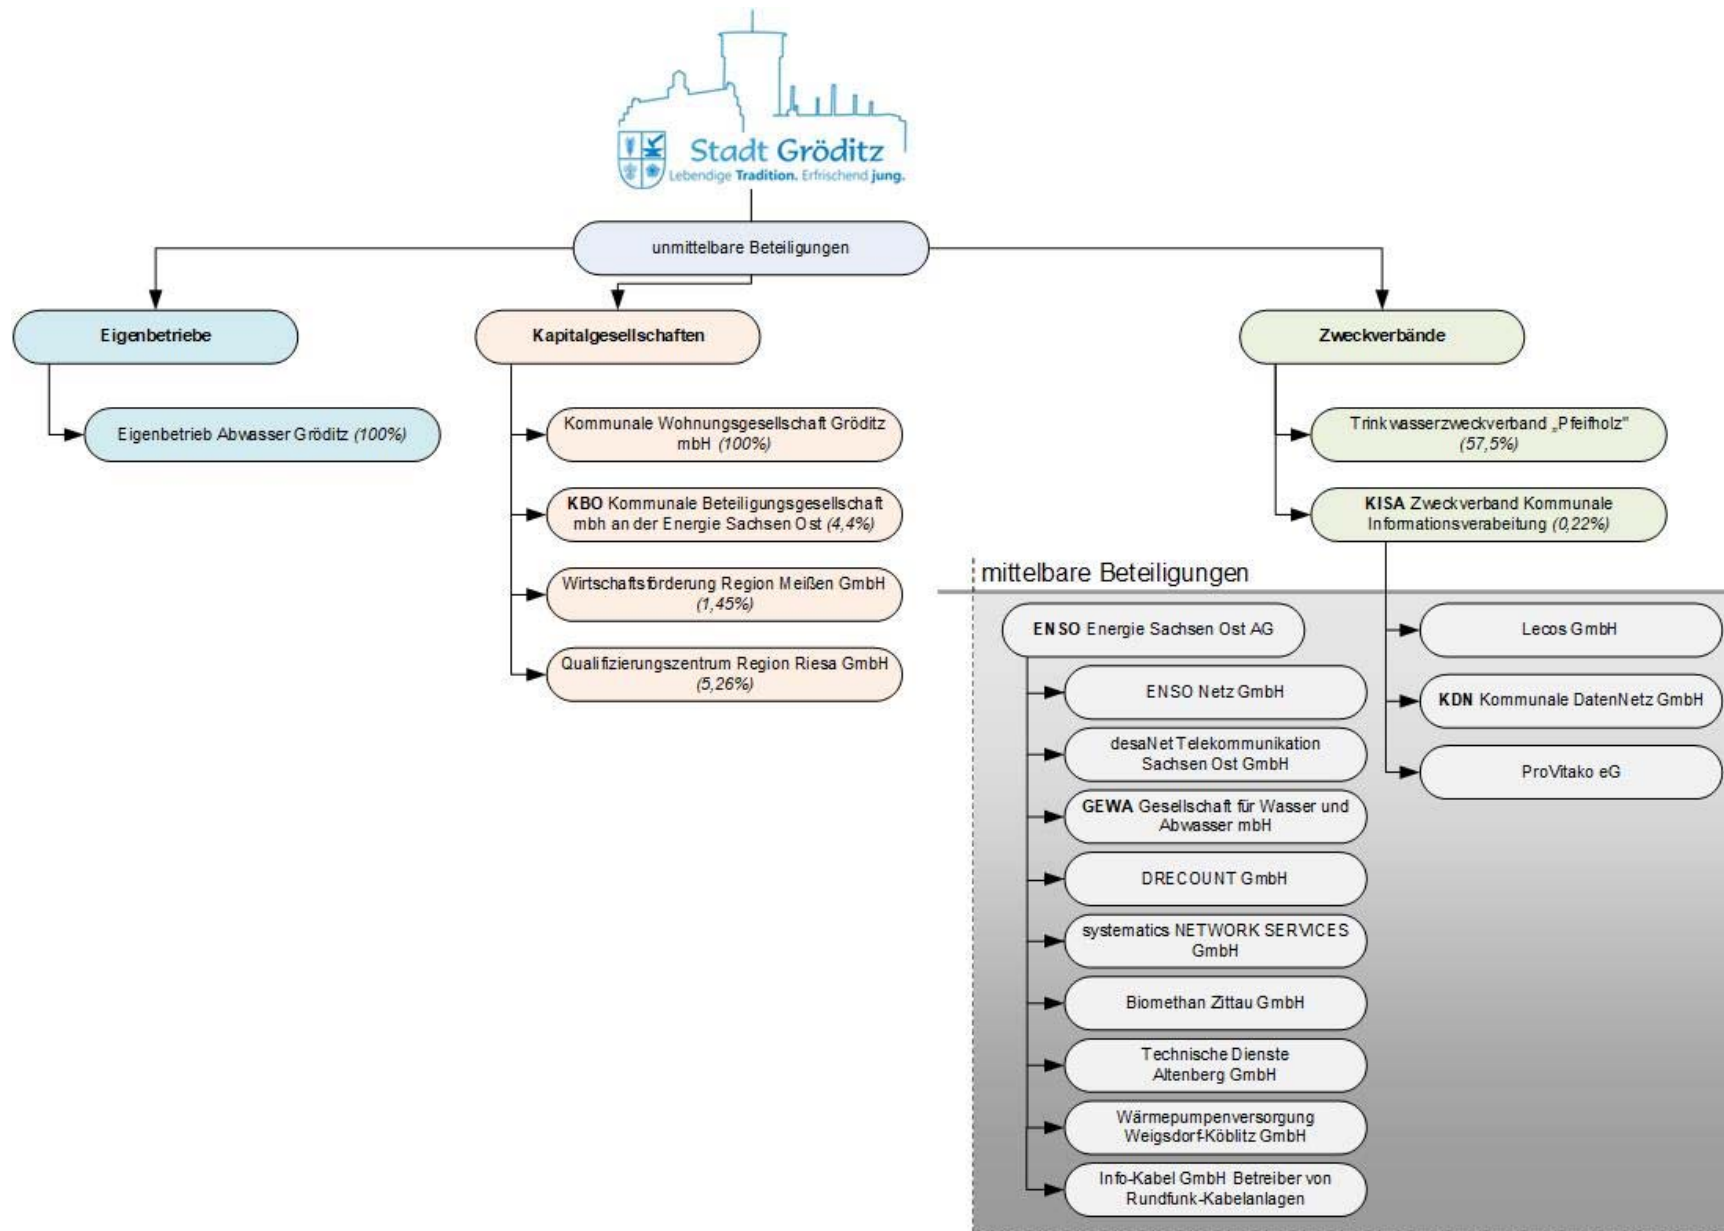 Stadt Gröditz
Lebendige Tradition. Erfrischend jung.
unmittelbare Beteiligungen
Eigenbetriebe
Eigenbetrieb Abwasser Gröditz (100%)
Kapitalgesellschaften
Kommunale Wohnungsgesellschaft Gröditz
mbH (100%)
KBO Kommunale Beteiligungsgesellschaft
mbh an der Energie Sachsen Ost (4,4%)
Wirtschaftsförderung Region Meißen GmbH
(1,45%)
Qualifizierungszentrum Region Riesa GmbH
(5,26%)
Zweckverbände
Trinkwasserzweckverband „Pfeifholz"
(57,5%)
KISA Zweckverband Kommunale
Informationsverabeitung (0,22%)
mittelbare Beteiligungen
ENSO Energie Sachsen Ost AG
ENSO Netz GmbH
desaNet Telekommunikation
Sachsen Ost GmbH
GEWA Gesellschaft für Wasser und
Abwasser mbH
DRECOUNT GmbH
systematics NETWORK SERVICES
GmbH
Biomethan Zittau GmbH
Technische Dienste
Altenberg GmbH
Wärmepumpenversorgung
Weigsdorf-Köblitz GmbH
Info-Kabel GmbH Betreiber von
Rundfunk-Kabelanlagen
Lecos GmbH
KDN Kommunale DatenNetz GmbH
ProVitako eG